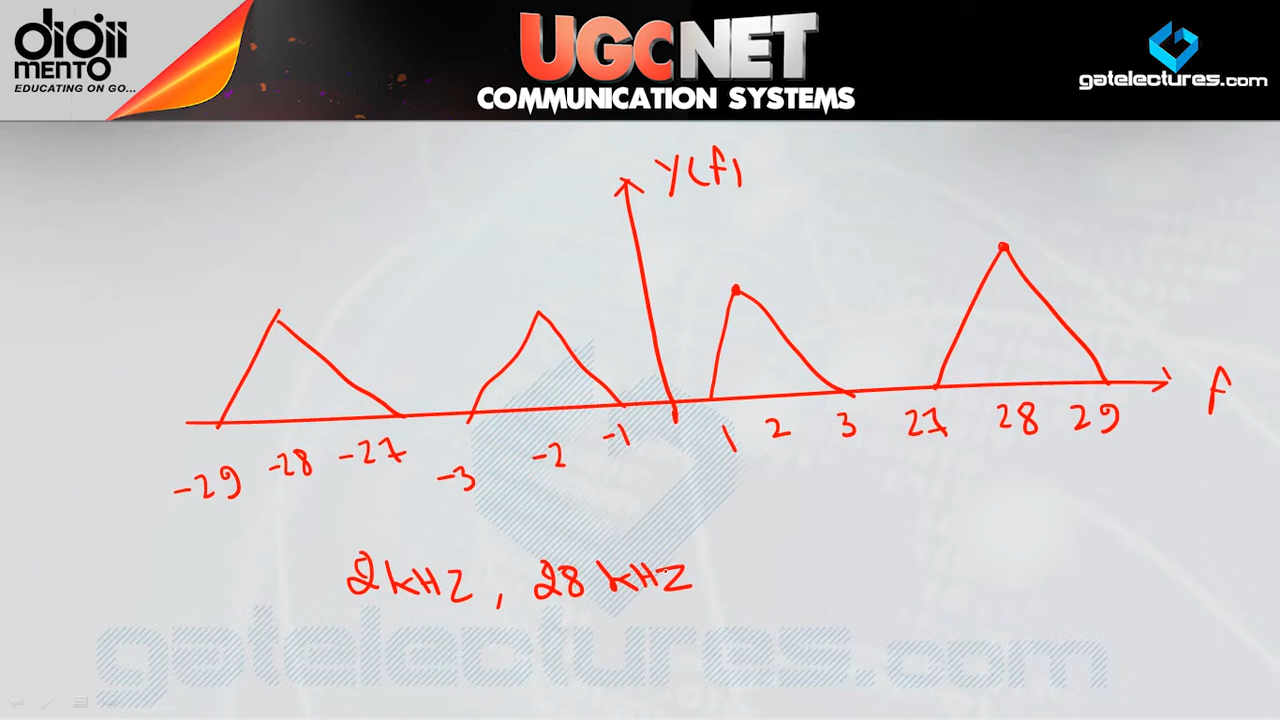 digii
MENTO
EDUCATING ON GO...
UGCNET
COMMUNICATION SYSTEMS
gatelectures.com
Y(f)
f
-29 -28 -27 -3 -2 -1 1 2 3 27 28 29
2kHz, 28kHz
gatelectures.com